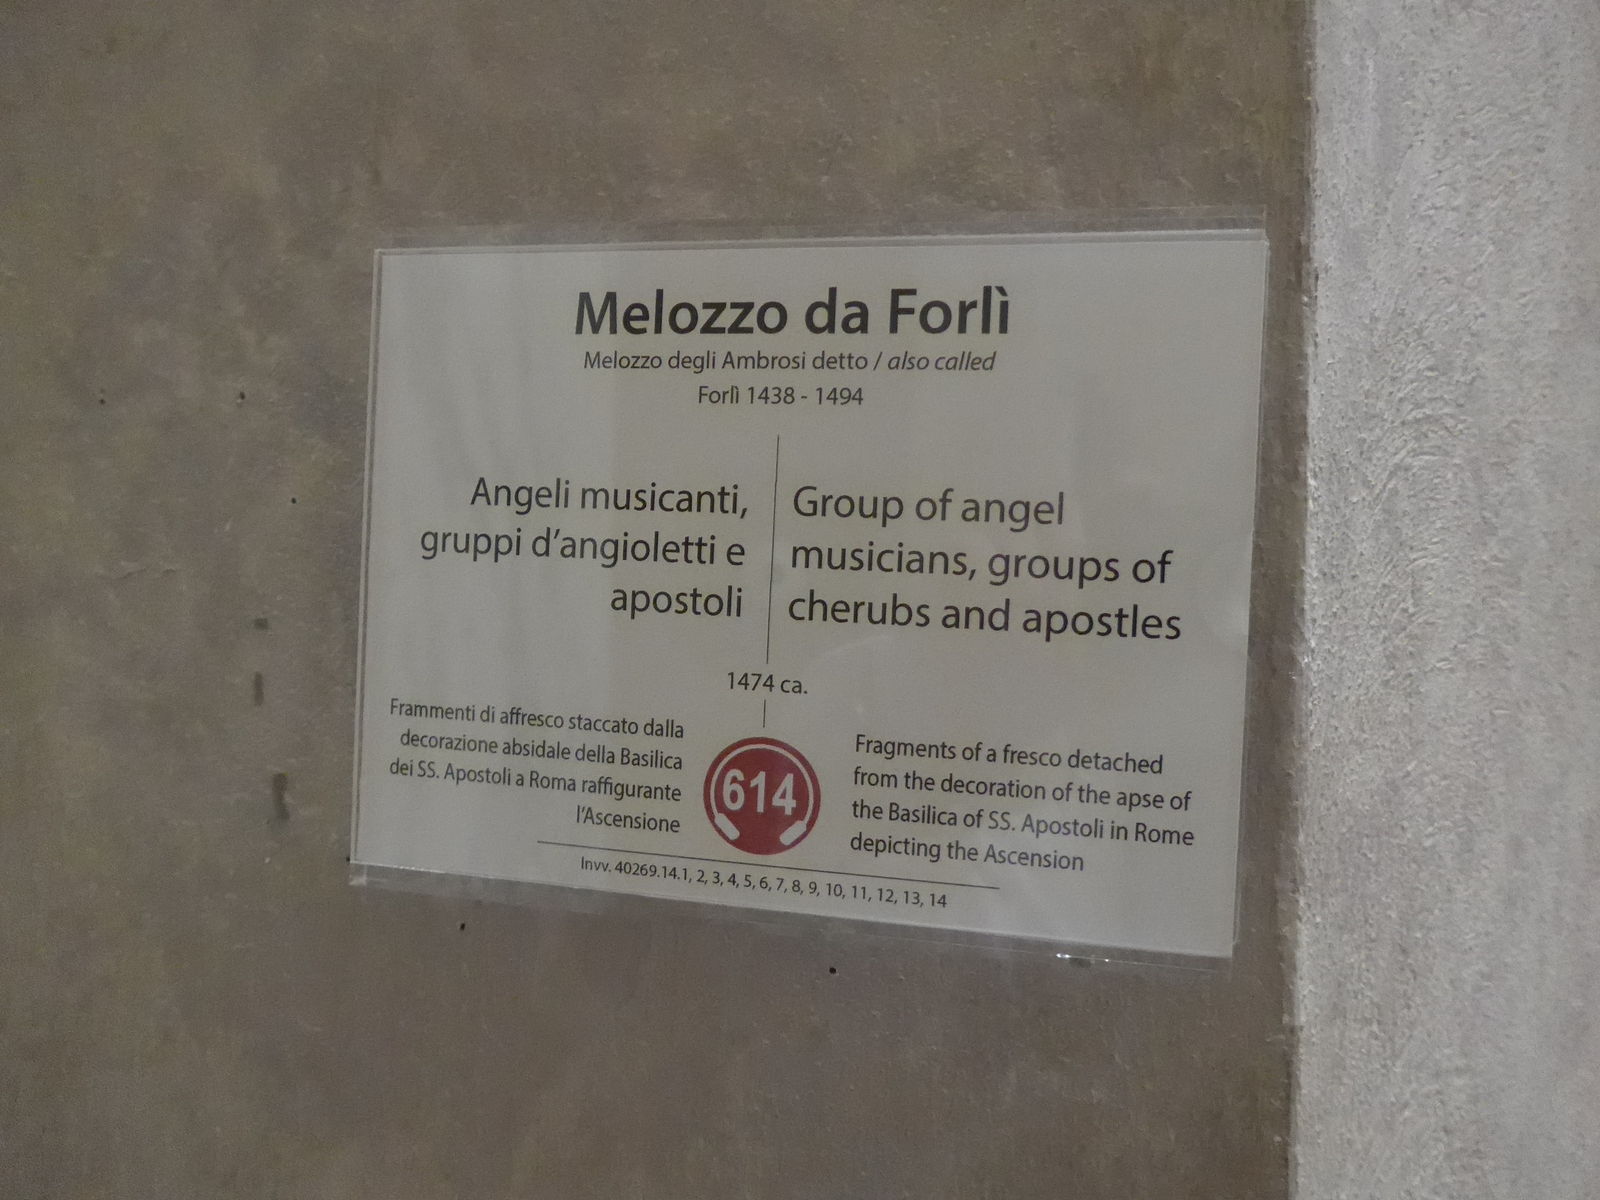 Melozzo da Forlì
Melozzo degli Ambrosi detto / also called
Forlì 1438 - 1494
Angeli musicanti,
gruppi d'angioletti e
apostoli
Group of angel
musicians, groups of
cherubs and apostles
1474 ca.
Frammenti di affresco staccato dalla
decorazione absidale della Basilica
dei SS. Apostoli a Roma raffigurante
l'Ascensione
614
Fragments of a fresco detached
from the decoration of the apse of
the Basilica of SS. Apostoli in Rome
depicting the Ascension
Invv. 40269.14.1, 2, 3, 4, 5, 6, 7, 8, 9, 10, 11, 12, 13, 14